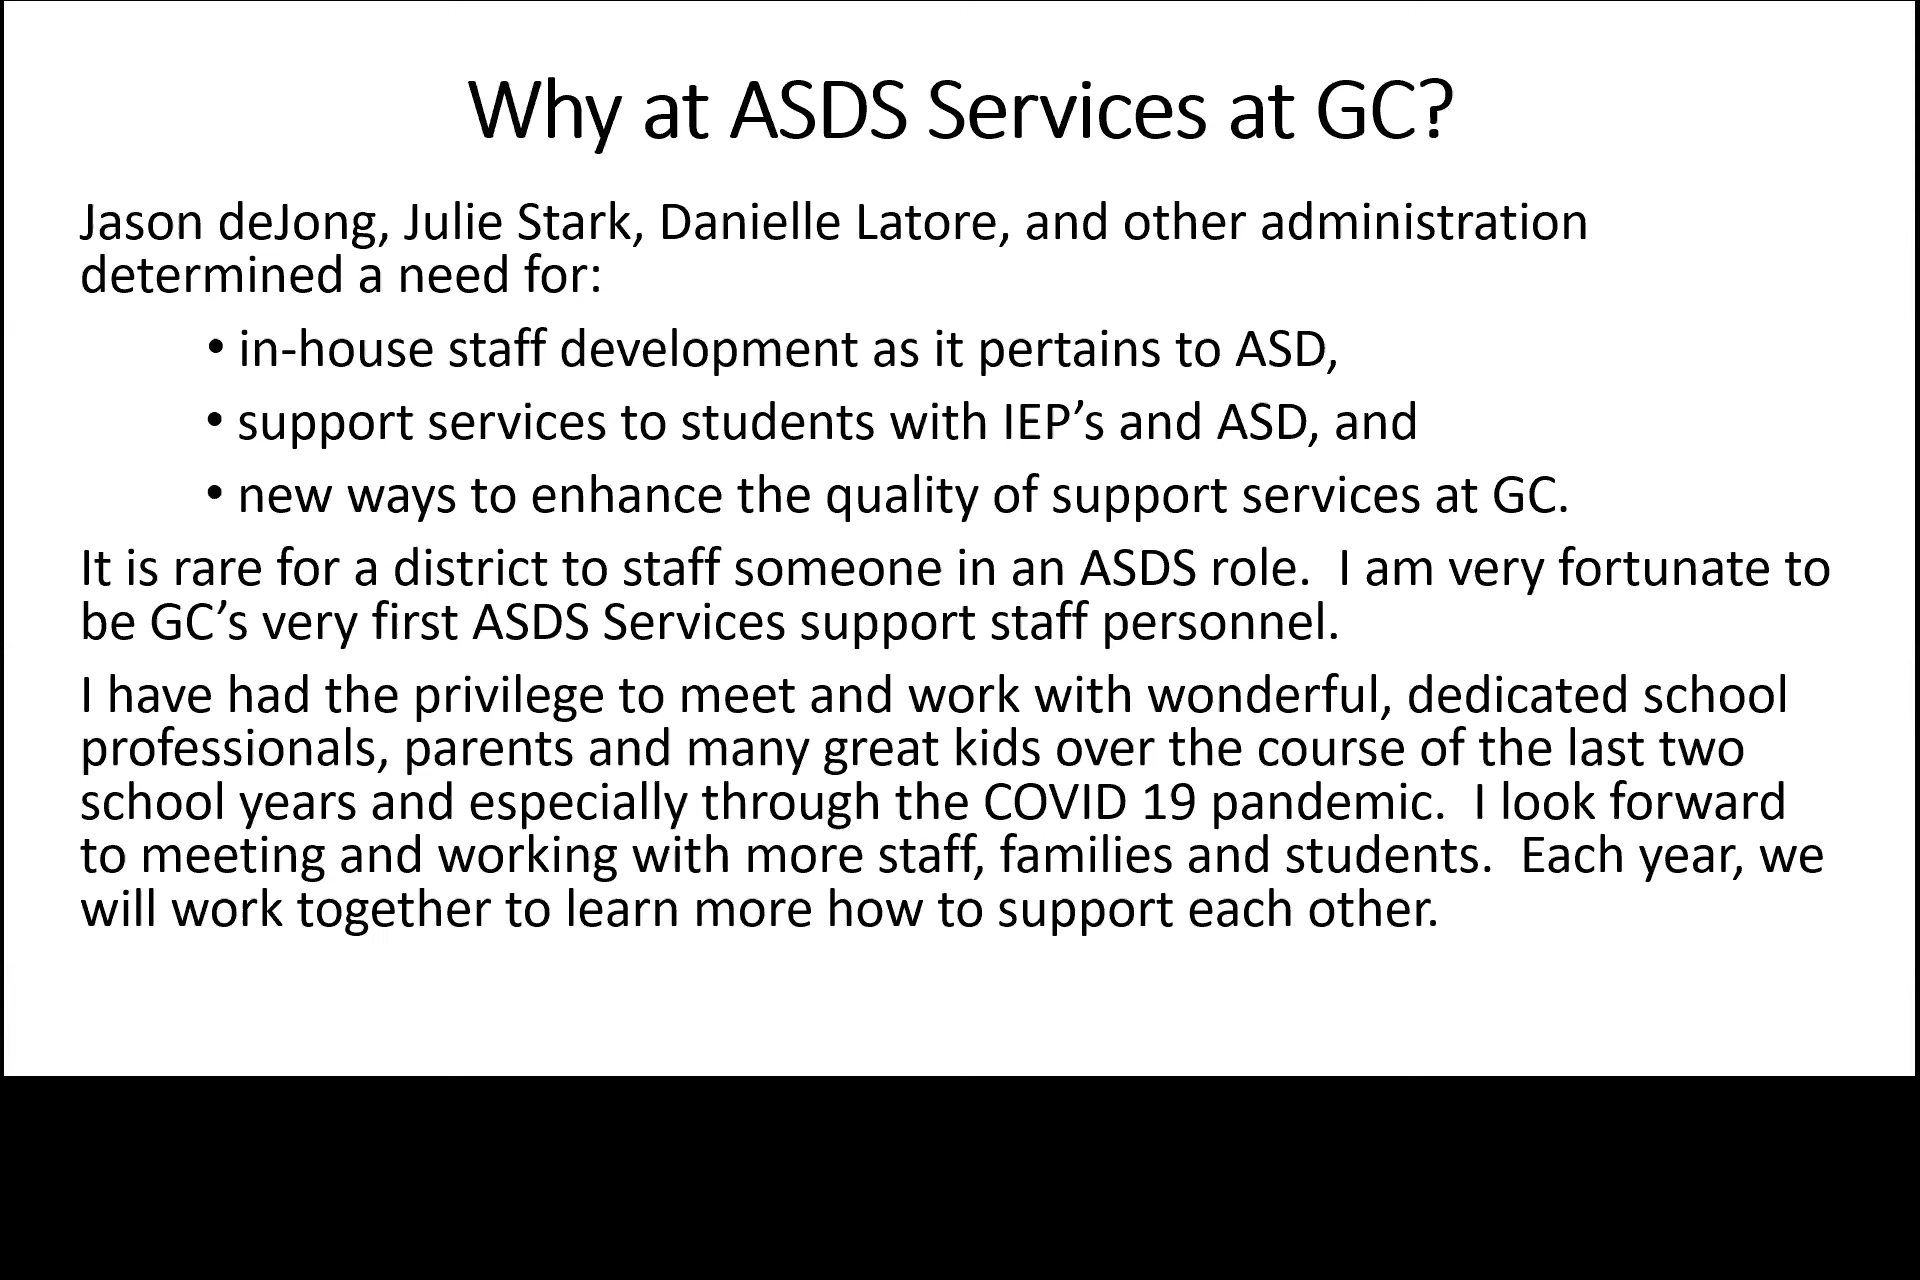 Why at ASDS Services at GC?
Jason deJong, Julie Stark, Danielle Latore, and other administration
determined a need for:
• in-house staff development as it pertains to ASD,
• support services to students with IEP’s and ASD, and
• new ways to enhance the quality of support services at GC.
It is rare for a district to staff someone in an ASDS role.  I am very fortunate to
be GC’s very first ASDS Services support staff personnel.
I have had the privilege to meet and work with wonderful, dedicated school
professionals, parents and many great kids over the course of the last two
school years and especially through the COVID 19 pandemic.  I look forward
to meeting and working with more staff, families and students.  Each year, we
will work together to learn more how to support each other.